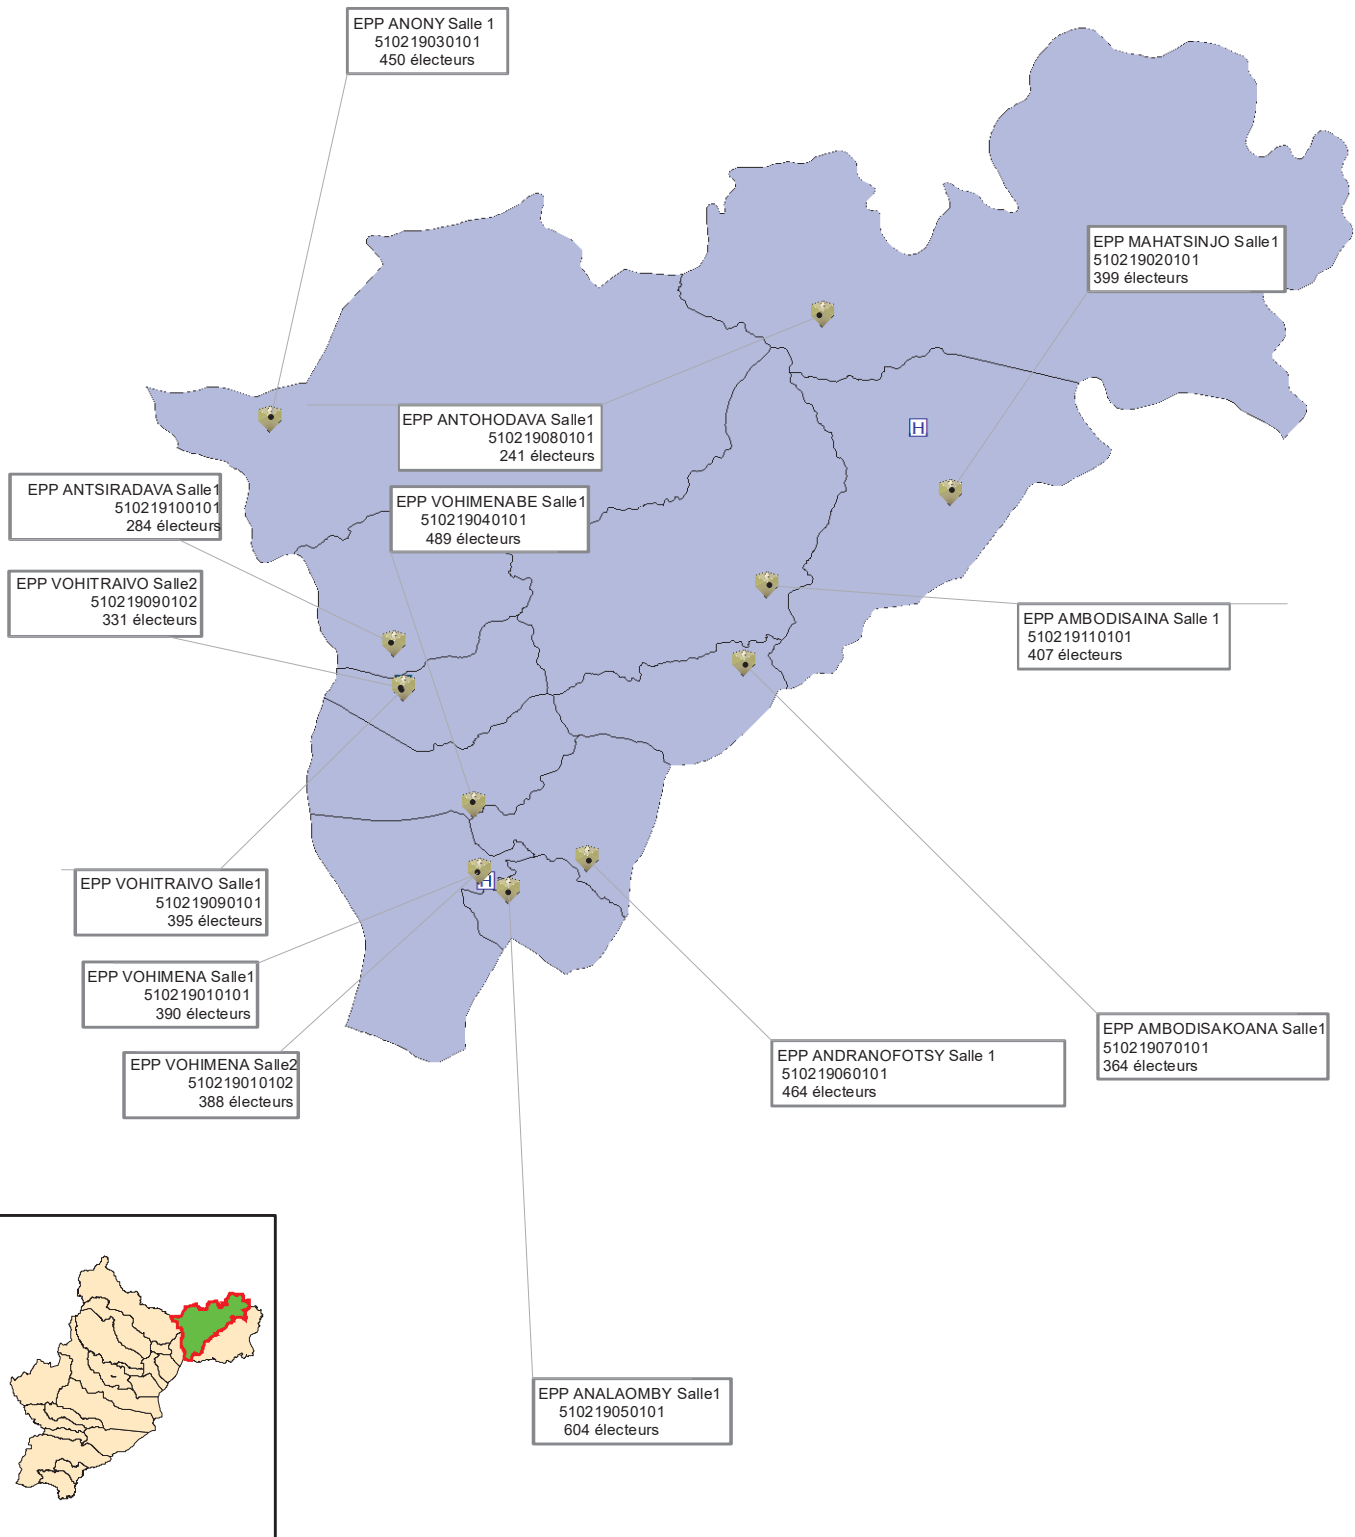 EPP ANONY Salle 1
510219030101
450 électeurs
EPP MAHATSINJO Salle1
510219020101
399 électeurs
EPP ANTOHODAVA Salle1
510219080101
241 électeurs
H
EPP ANTSIRADAVA Salle1
510219100101
284 électeurs
EPP VOHIMENABE Salle1
510219040101
489 électeurs
EPP VOHITRAIVO Salle2
510219090102
331 électeurs
EPP AMBODISAINA Salle 1
510219110101
407 électeurs
EPP VOHITRAIVO Salle1
510219090101
395 électeurs
H
EPP VOHIMENA Salle1
510219010101
390 électeurs
EPP VOHIMENA Salle2
510219010102
388 électeurs
EPP ANDRANOFOTSY Salle 1
510219060101
464 électeurs
EPP AMBODISAKOANA Salle1
510219070101
364 électeurs
EPP ANALAOMBY Salle1
510219050101
604 électeurs